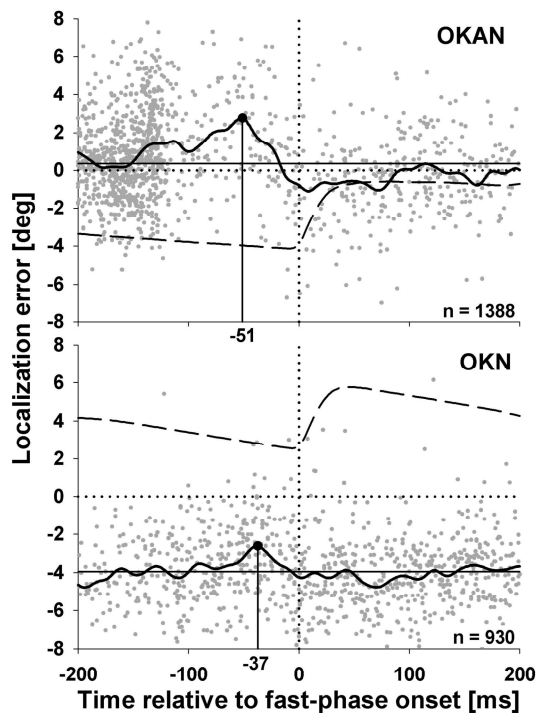 8
OKAN
6
4
2
0
-2
-4
-6
-8
-51
n = 1388
Localization error [deg]
8
OKN
6
4
2
0
-2
-4
-6
-8
-37
n = 930
-200 -100 0 100 200
Time relative to fast-phase onset [ms]